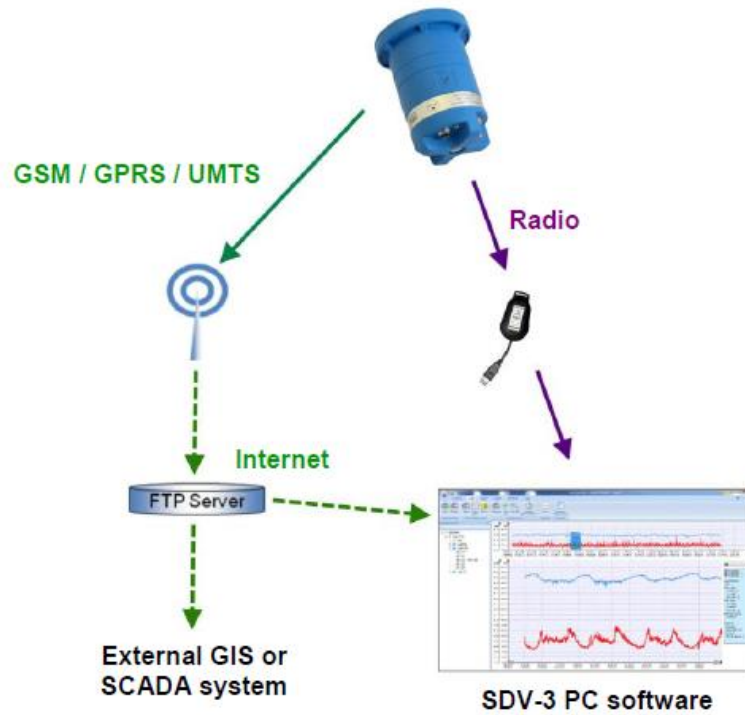 GSM / GPRS / UMTS
Radio
Internet
FTP Server
External GIS or
SCADA system
SDV-3 PC software